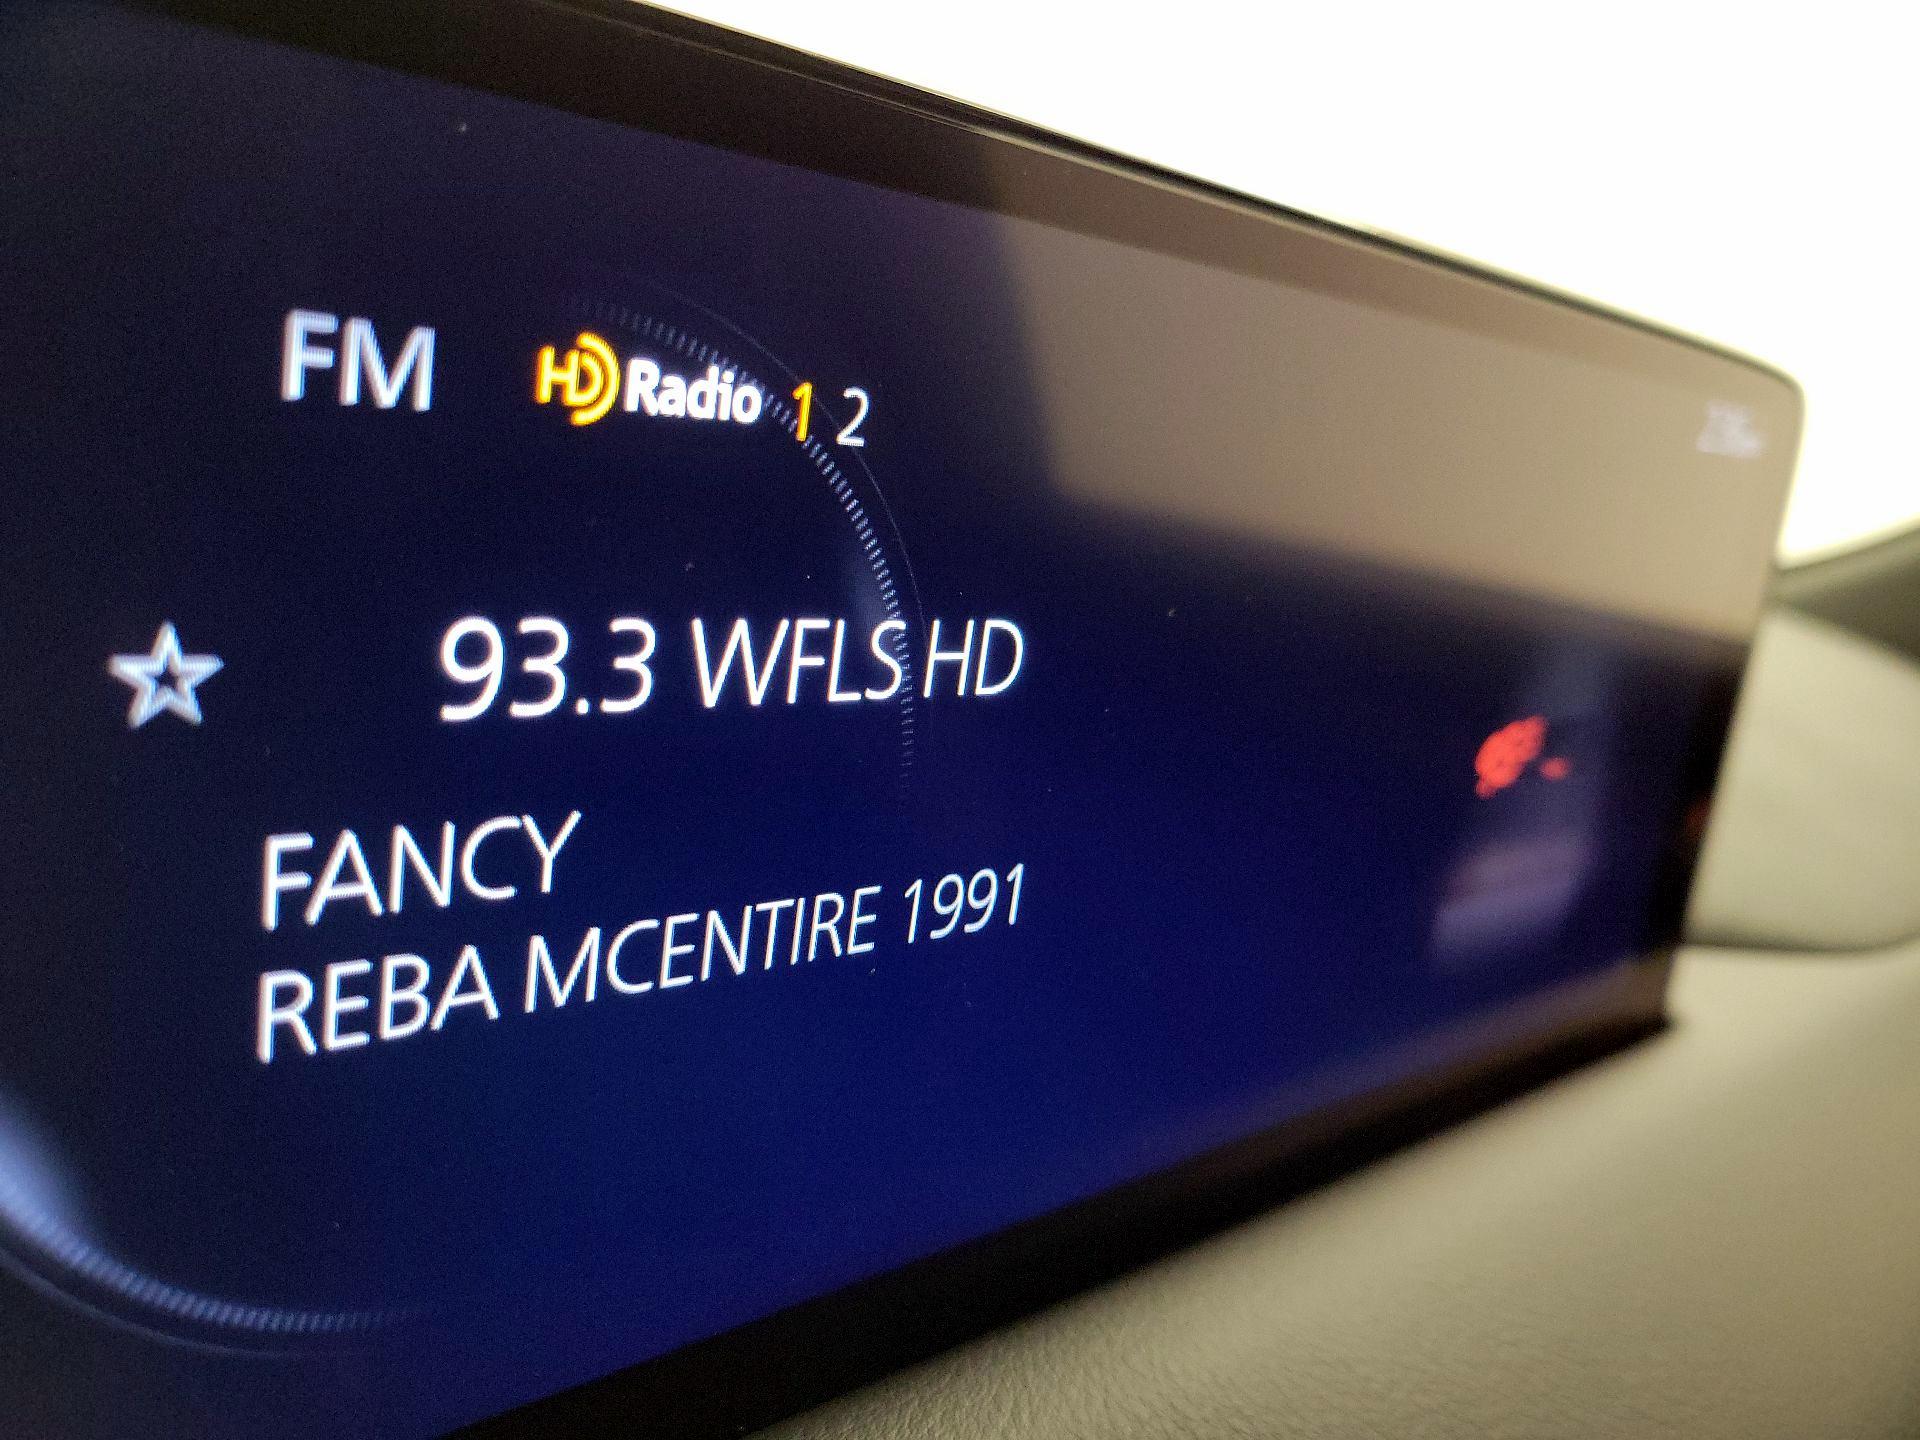 FM HD Radio 1 2
93.3 WFLS HD
FANCY
REBA MCENTIRE 1991